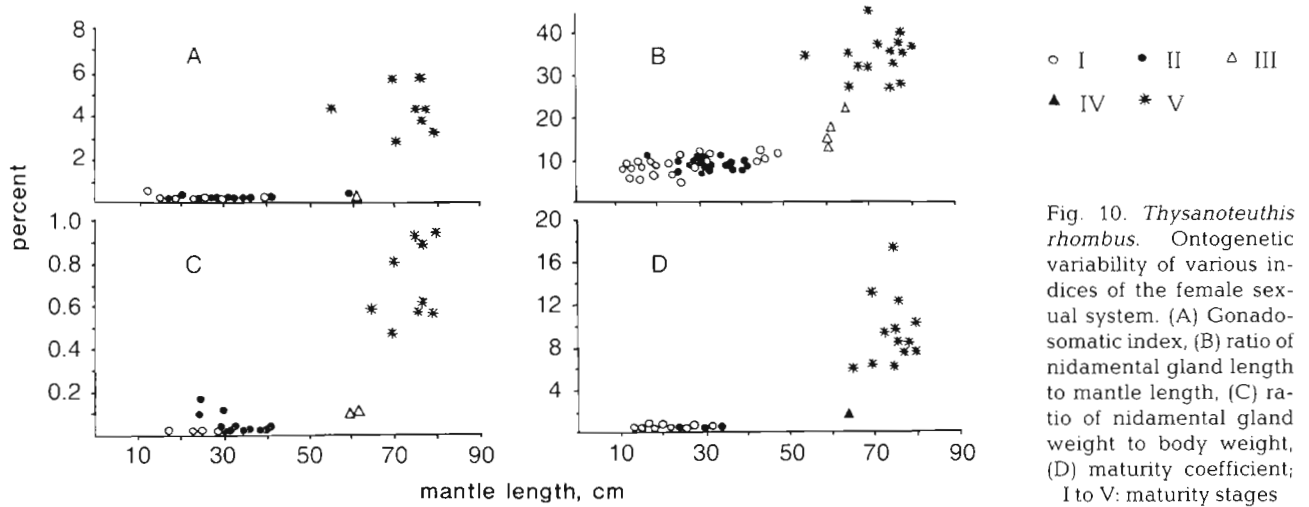 8
6
4
2
A
40
30
20
10
B
I II III
IV V
percent
1.0
0.8
0.6
0.4
0.2
C
10 30 50 70 90
20
16
12
8
4
D
10 30 50 70 90
mantle length, cm
Fig. 10. Thysanoteuthis
rhombus. Ontogenetic
variability of various in-
dices of the female sex-
ual system. (A) Gonado-
somatic index, (B) ratio of
nidamental gland length
to mantle length, (C) ra-
tio of nidamental gland
weight to body weight,
(D) maturity coefficient;
I to V: maturity stages